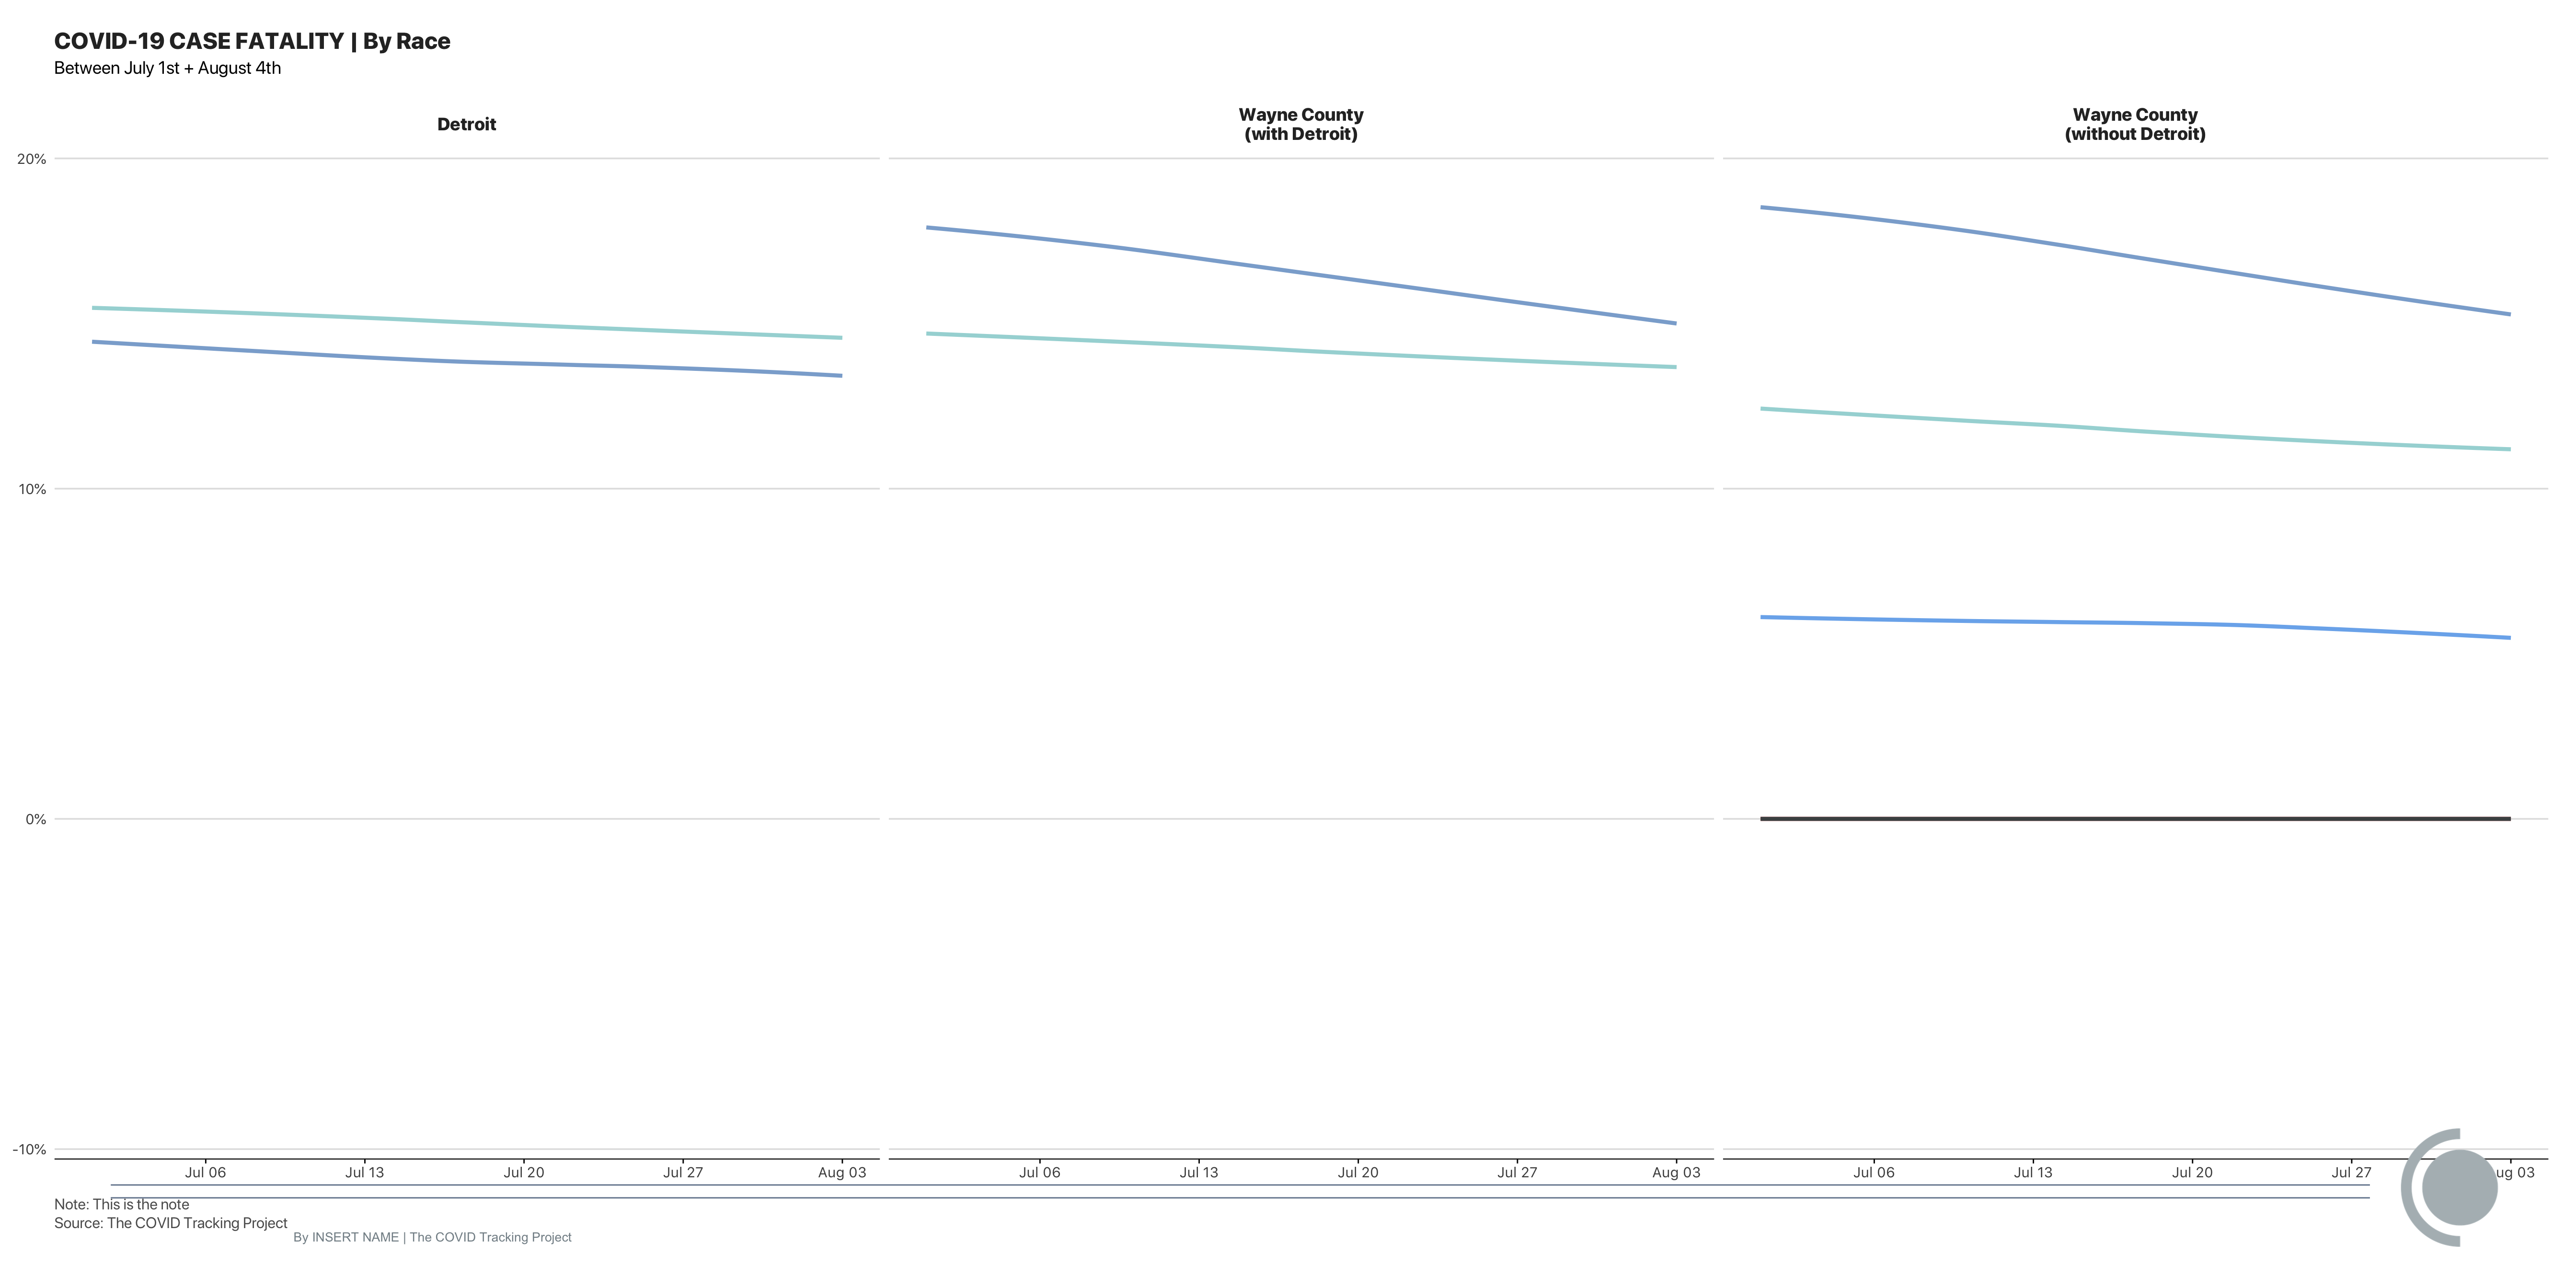 COVID-19 CASE FATALITY | By Race
Between July 1st + August 4th
Detroit
Wayne County
(with Detroit)
Wayne County
(without Detroit)
20%
10%
0%
-10%
Jul 06 Jul 13 Jul 20 Jul 27 Aug 03
Jul 06 Jul 13 Jul 20 Jul 27 Aug 03
Jul 06 Jul 13 Jul 20 Jul 27 ug 03
Note: This is the note
Source: The COVID Tracking Project
By INSERT NAME | The COVID Tracking Project